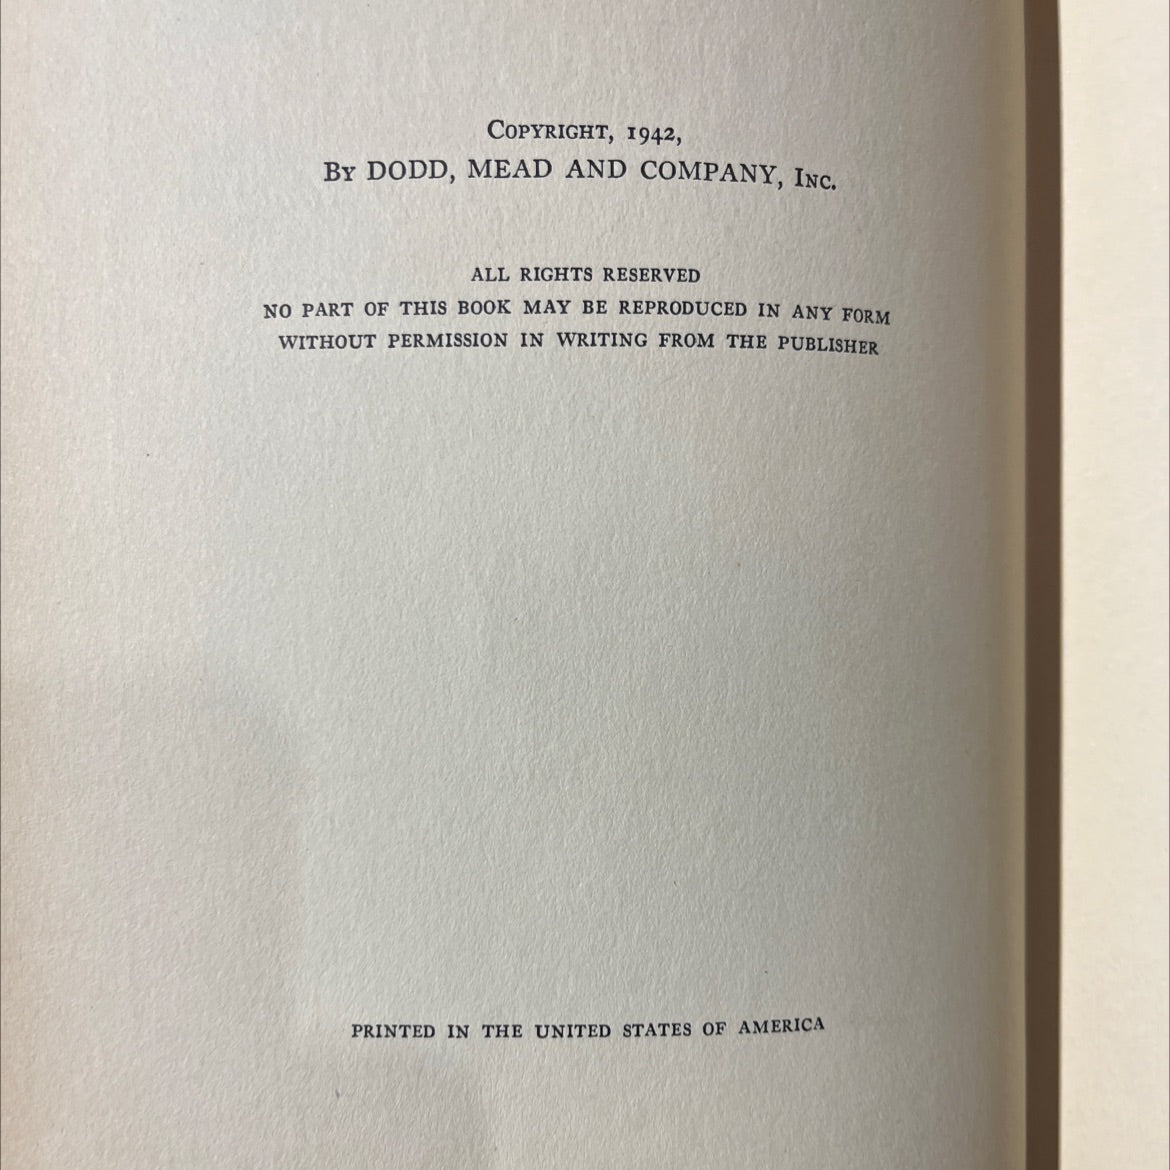 Copyright, 1942,
By DODD, MEAD AND COMPANY, Inc.
ALL RIGHTS RESERVED
NO PART OF THIS BOOK MAY BE REPRODUCED IN ANY FORM
WITHOUT PERMISSION IN WRITING FROM THE PUBLISHER
PRINTED IN THE UNITED STATES OF AMERICA